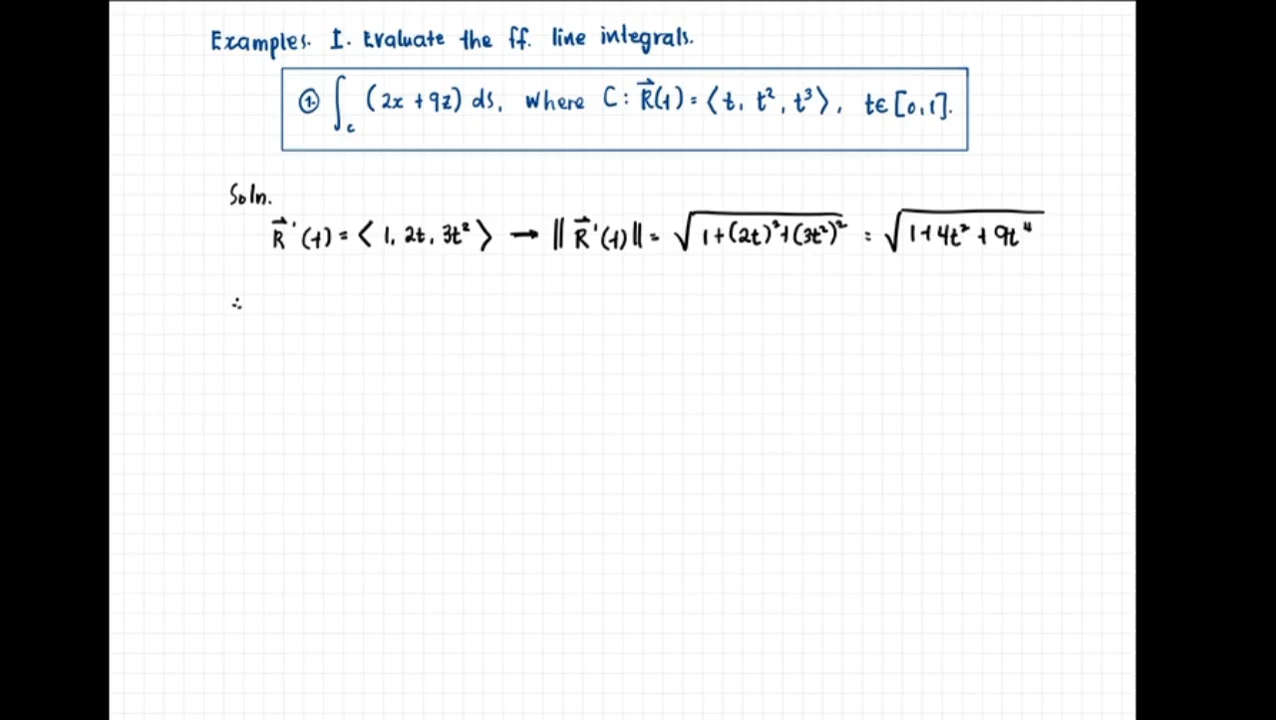 Examples. I. Evaluate the ff. line integrals.
① ∫_c (2x + 9z) ds, where C: R⃗(t) = ⟨t, t², t³⟩, t∈[0,1].
Soln.
R⃗'(t) = ⟨1, 2t, 3t²⟩ → ‖R⃗'(t)‖ = √(1+(2t)²+(3t²)²) = √(1+4t²+9t⁴)
∴